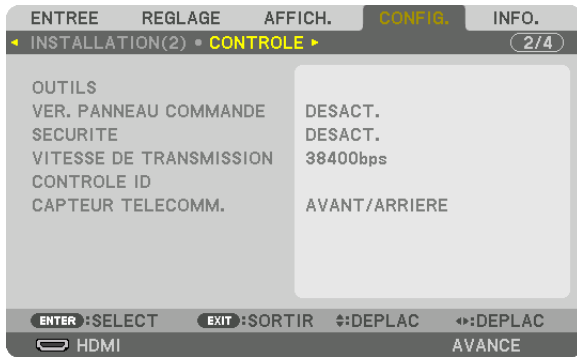 ENTREE REGLAGE AFFICH. CONFIG. INFO.
INSTALLATION(2) • CONTROLE 2/4
OUTILS
VER. PANNEAU COMMANDE DESACT.
SECURITE DESACT.
VITESSE DE TRANSMISSION 38400bps
CONTROLE ID
CAPTEUR TELECOMM. AVANT/ARRIERE
ENTER :SELECT EXIT :SORTIR :DEPLAC :DEPLAC
HDMI AVANCE